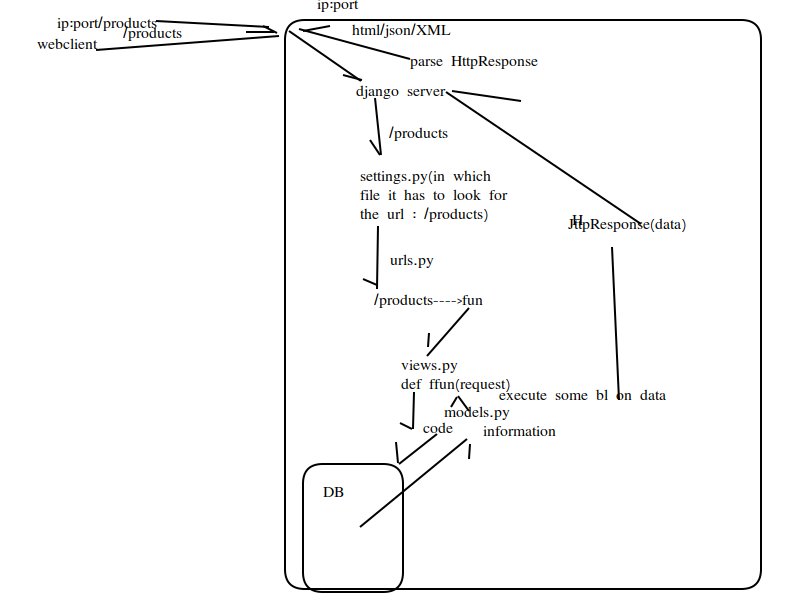 ip:port
ip:port/products
/products
webclient
html/json/XML
parse HttpResponse
django server
/products
settings.py(in which
file it has to look for
the url : /products)
H
JttpResponse(data)
urls.py
/products---->fun
views.py
def ffun(request)
execute some bl on data
models.py
code
information
DB